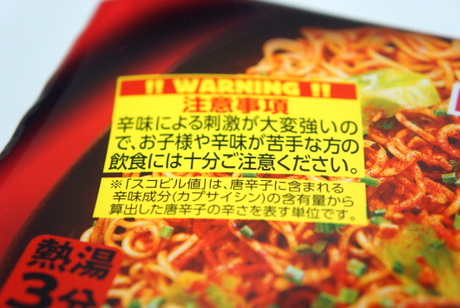 !! WARNING !!
注意事項
辛味による刺激が大変強いの
で、お子様や辛味が苦手な方の
飲食には十分ご注意ください。
※「スコビル値」は、唐辛子に含まれる
辛味成分(カプサイシン)の含有量から
算出した唐辛子の辛さを表す単位です。
熱湯
3分